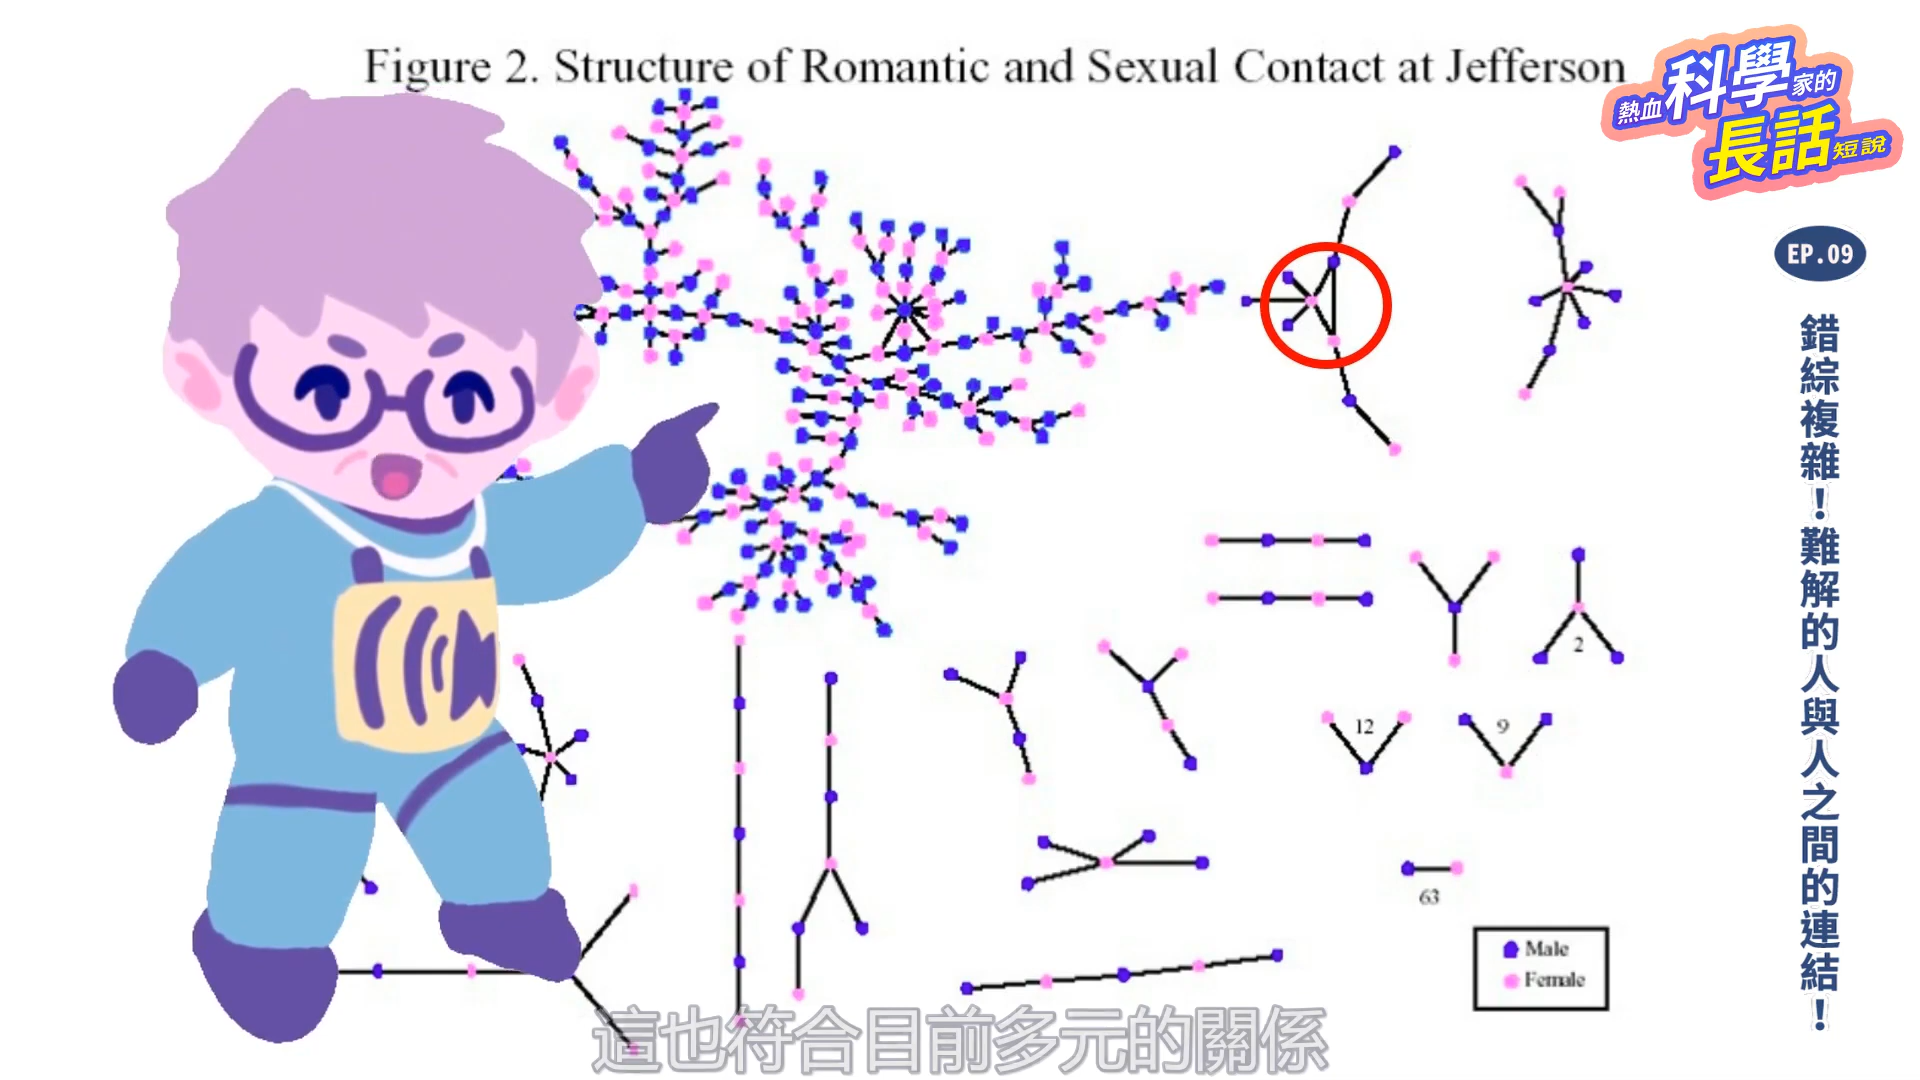 Figure 2. Structure of Romantic and Sexual Contact at Jefferson
熱血科學家的
長話短說
EP.09
錯綜複雜！難解的人與人之間的連結！
2
12
9
63
Male
Female
這也符合目前多元的關係